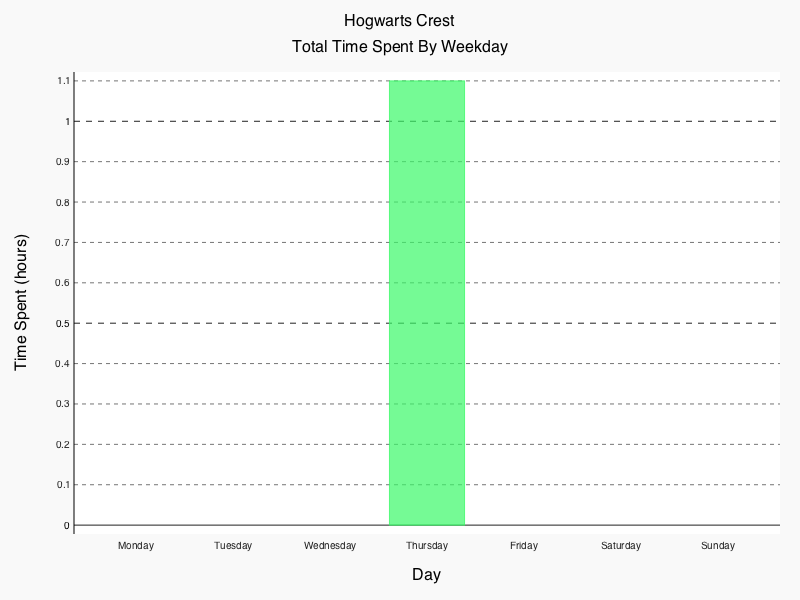 Hogwarts Crest
Total Time Spent By Weekday
Time Spent (hours)
1.1
1
0.9
0.8
0.7
0.6
0.5
0.4
0.3
0.2
0.1
0
Monday Tuesday Wednesday Thursday Friday Saturday Sunday
Day